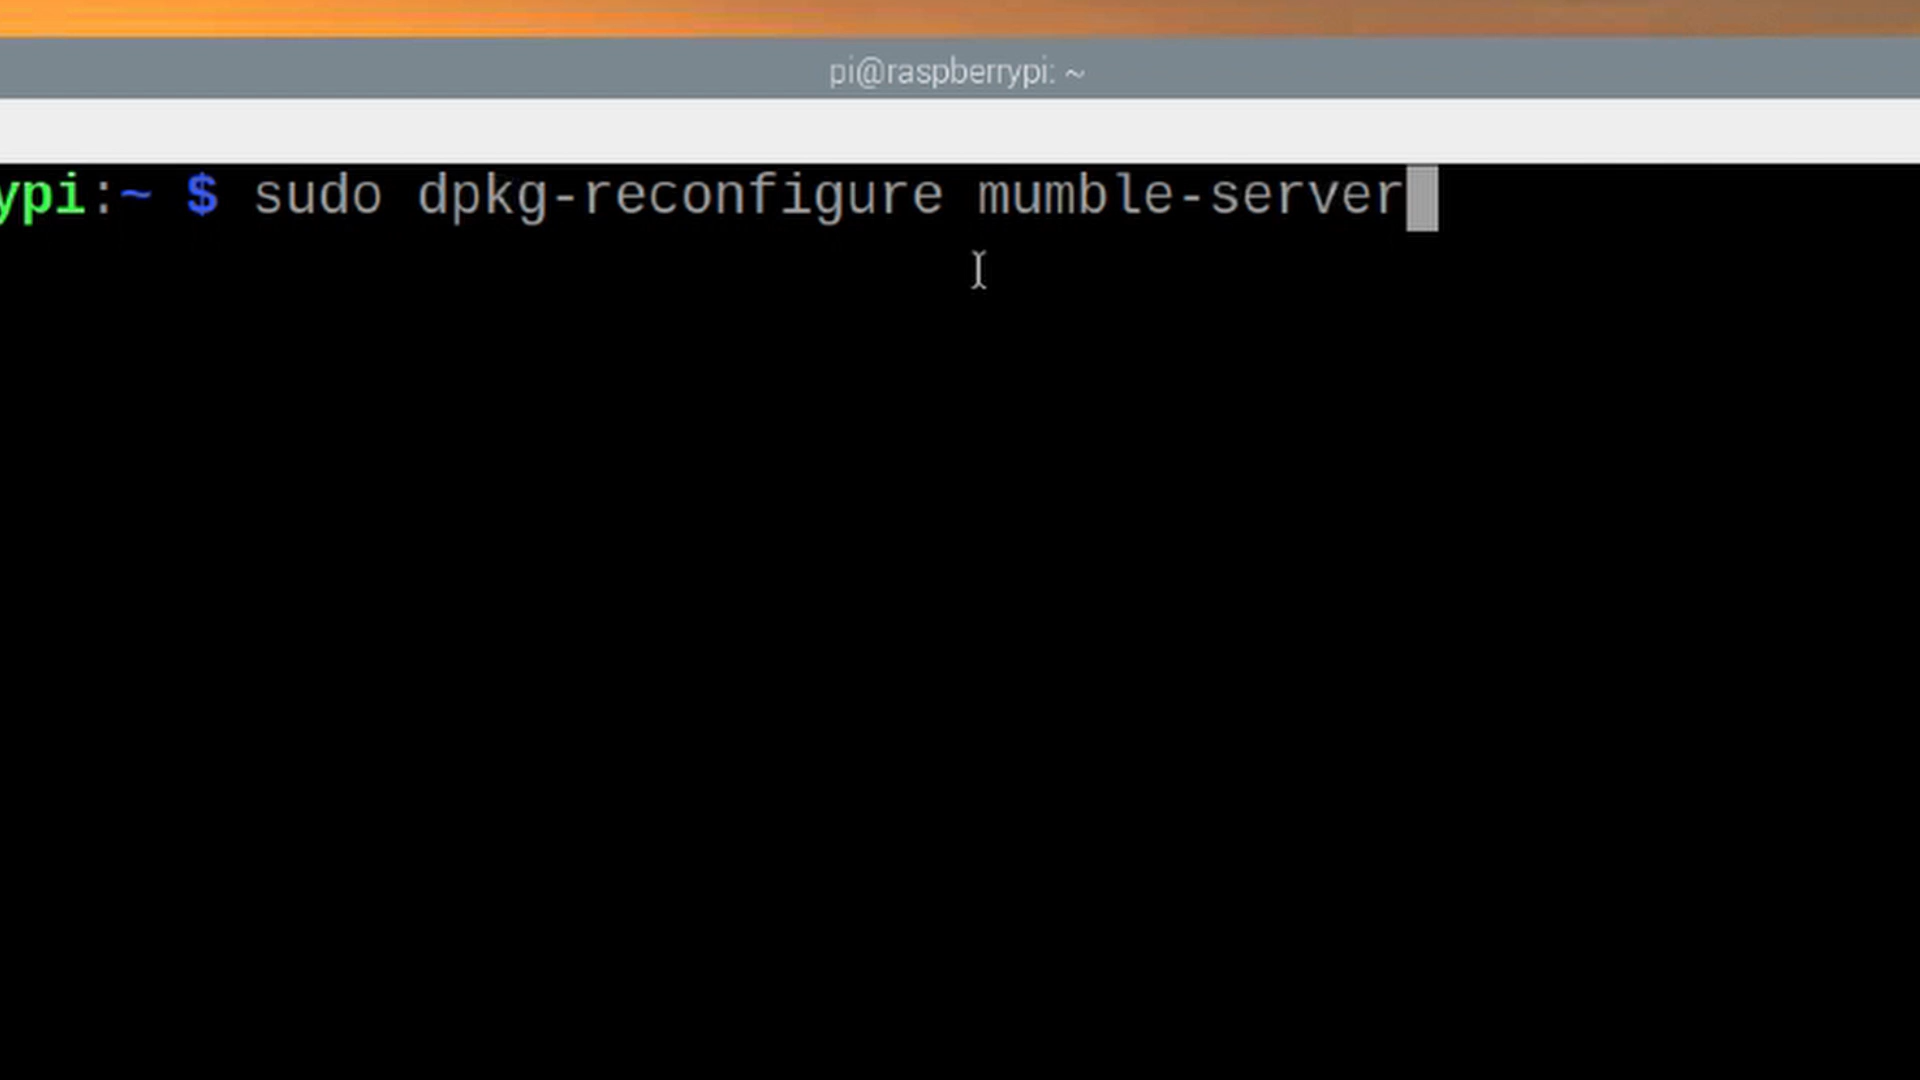 pi@raspberrypi: ~
ypi:~ $ sudo dpkg-reconfigure mumble-server